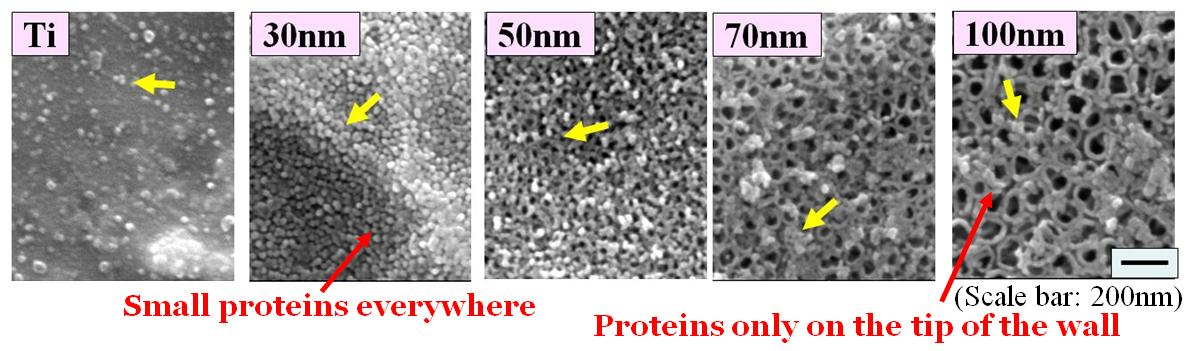 Ti
30nm
50nm
70nm
100nm
(Scale bar: 200nm)
Small proteins everywhere
Proteins only on the tip of the wall